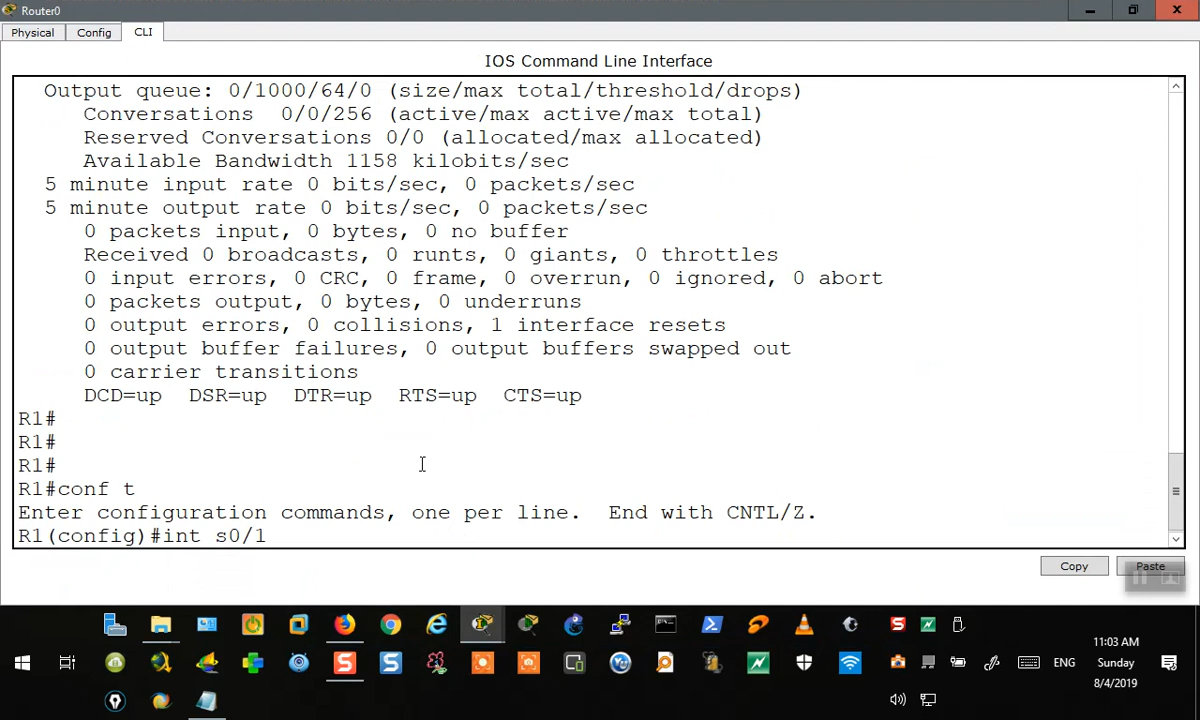 Router0
Physical
Config
CLI
IOS Command Line Interface
Output queue: 0/1000/64/0 (size/max total/threshold/drops)
Conversations 0/0/256 (active/max active/max total)
Reserved Conversations 0/0 (allocated/max allocated)
Available Bandwidth 1158 kilobits/sec
5 minute input rate 0 bits/sec, 0 packets/sec
5 minute output rate 0 bits/sec, 0 packets/sec
0 packets input, 0 bytes, 0 no buffer
Received 0 broadcasts, 0 runts, 0 giants, 0 throttles
0 input errors, 0 CRC, 0 frame, 0 overrun, 0 ignored, 0 abort
0 packets output, 0 bytes, 0 underruns
0 output errors, 0 collisions, 1 interface resets
0 output buffer failures, 0 output buffers swapped out
0 carrier transitions
DCD=up DSR=up DTR=up RTS=up CTS=up
R1#
R1#
R1#
R1#conf t
Enter configuration commands, one per line. End with CNTL/Z.
R1(config)#int s0/1
Copy
Paste
11:03 AM
ENG
Sunday
8/4/2019